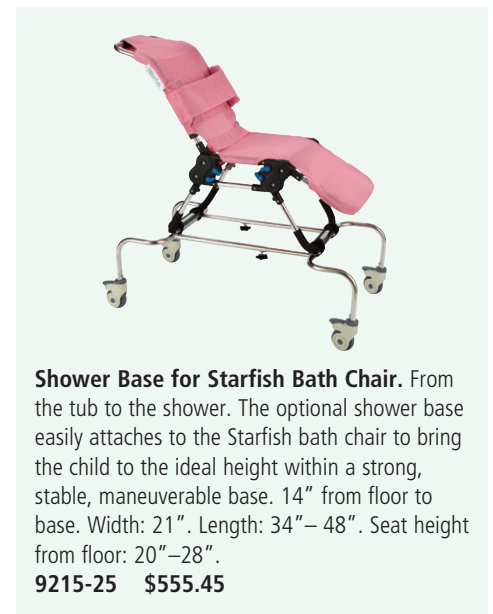 Shower Base for Starfish Bath Chair. From
the tub to the shower. The optional shower base
easily attaches to the Starfish bath chair to bring
the child to the ideal height within a strong,
stable, maneuverable base. 14″ from floor to
base. Width: 21″. Length: 34″– 48″. Seat height
from floor: 20″–28″.
9215-25 $555.45